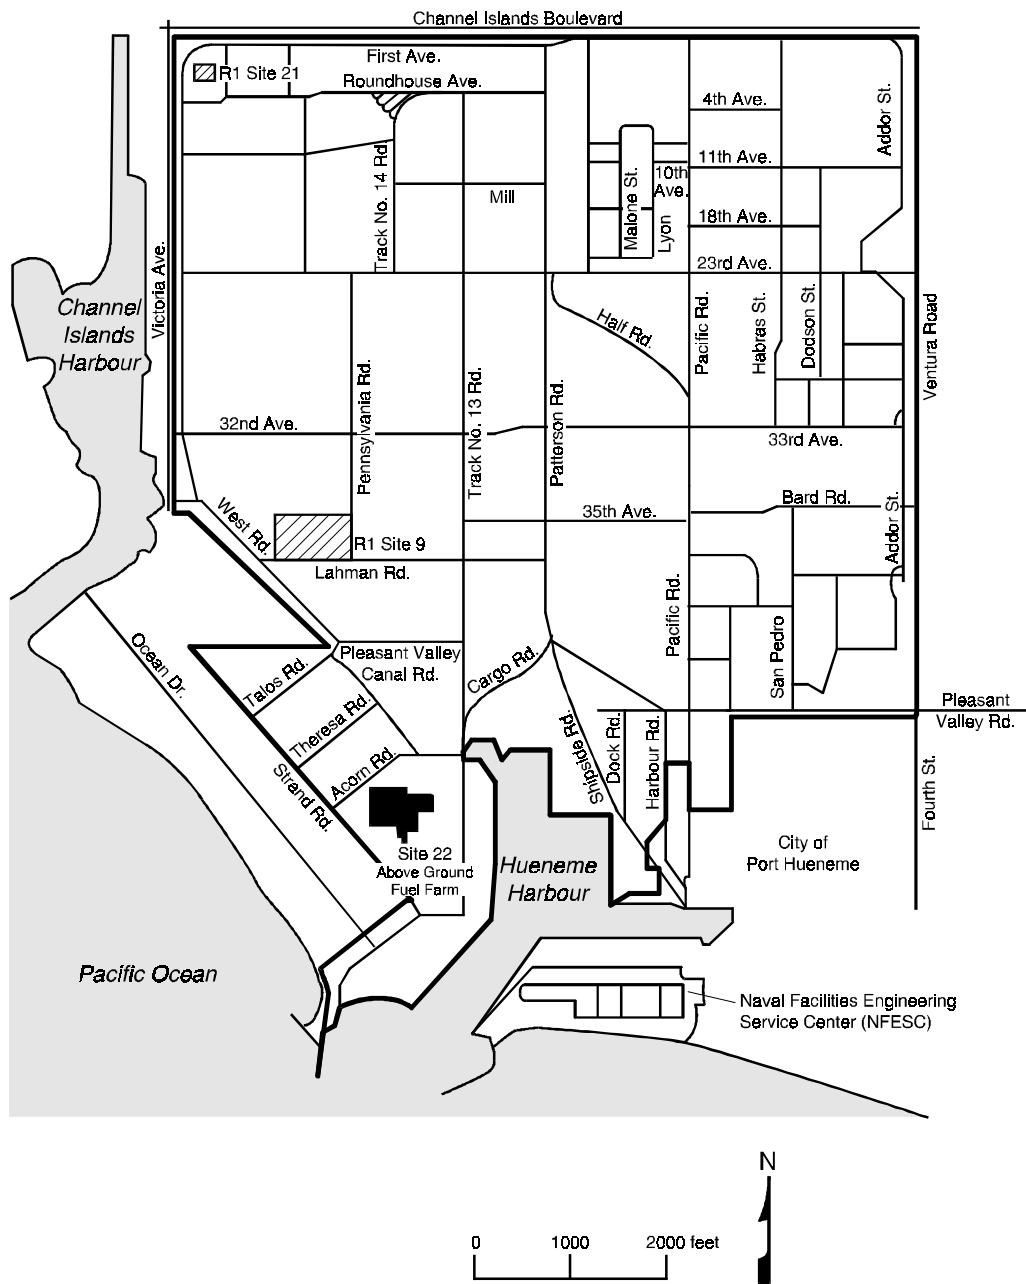 Channel Islands Boulevard
First Ave.
R1 Site 21
Roundhouse Ave.
4th Ave.
Addor St.
11th Ave.
Track No. 14 Rd
Malone St.
10th
Ave.
Mill
Lyon
18th Ave.
23rd Ave.
Victoria Ave.
Channel
Islands
Harbour
Half Rd.
Pacific Rd.
Habras St.
Dodson St.
Ventura Road
Pennsylvania Rd.
Track No. 13 Rd.
Patterson Rd.
32nd Ave.
33rd Ave.
West Rd.
35th Ave.
Bard Rd.
Addor St.
R1 Site 9
Lahman Rd.
Pacific Rd.
Ocean Dr.
Talos Rd.
Pleasant Valley
Canal Rd.
Cargo Rd.
San Pedro
Theresa Rd.
Pleasant
Valley Rd.
Shipside Rd.
Dock Rd.
Harbour Rd.
Acorn Rd.
Strand Rd.
Fourth St.
Site 22
Above Ground
Fuel Farm
Hueneme
Harbour
City of
Port Hueneme
Pacific Ocean
Naval Facilities Engineering
Service Center (NFESC)
N
0 1000 2000 feet